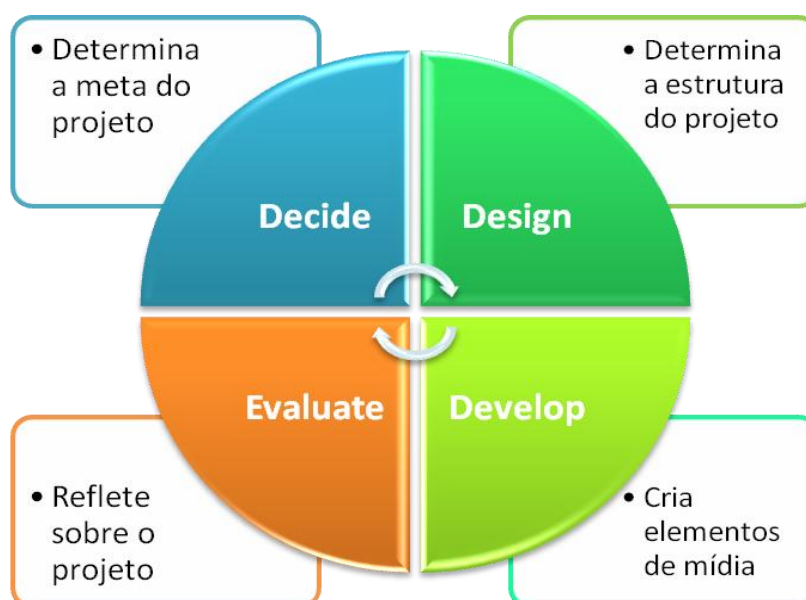 • Determina
a meta do
projeto
• Determina
a estrutura
do projeto
Decide
Design
Evaluate
Develop
• Reflete
sobre o
projeto
• Cria
elementos
de mídia